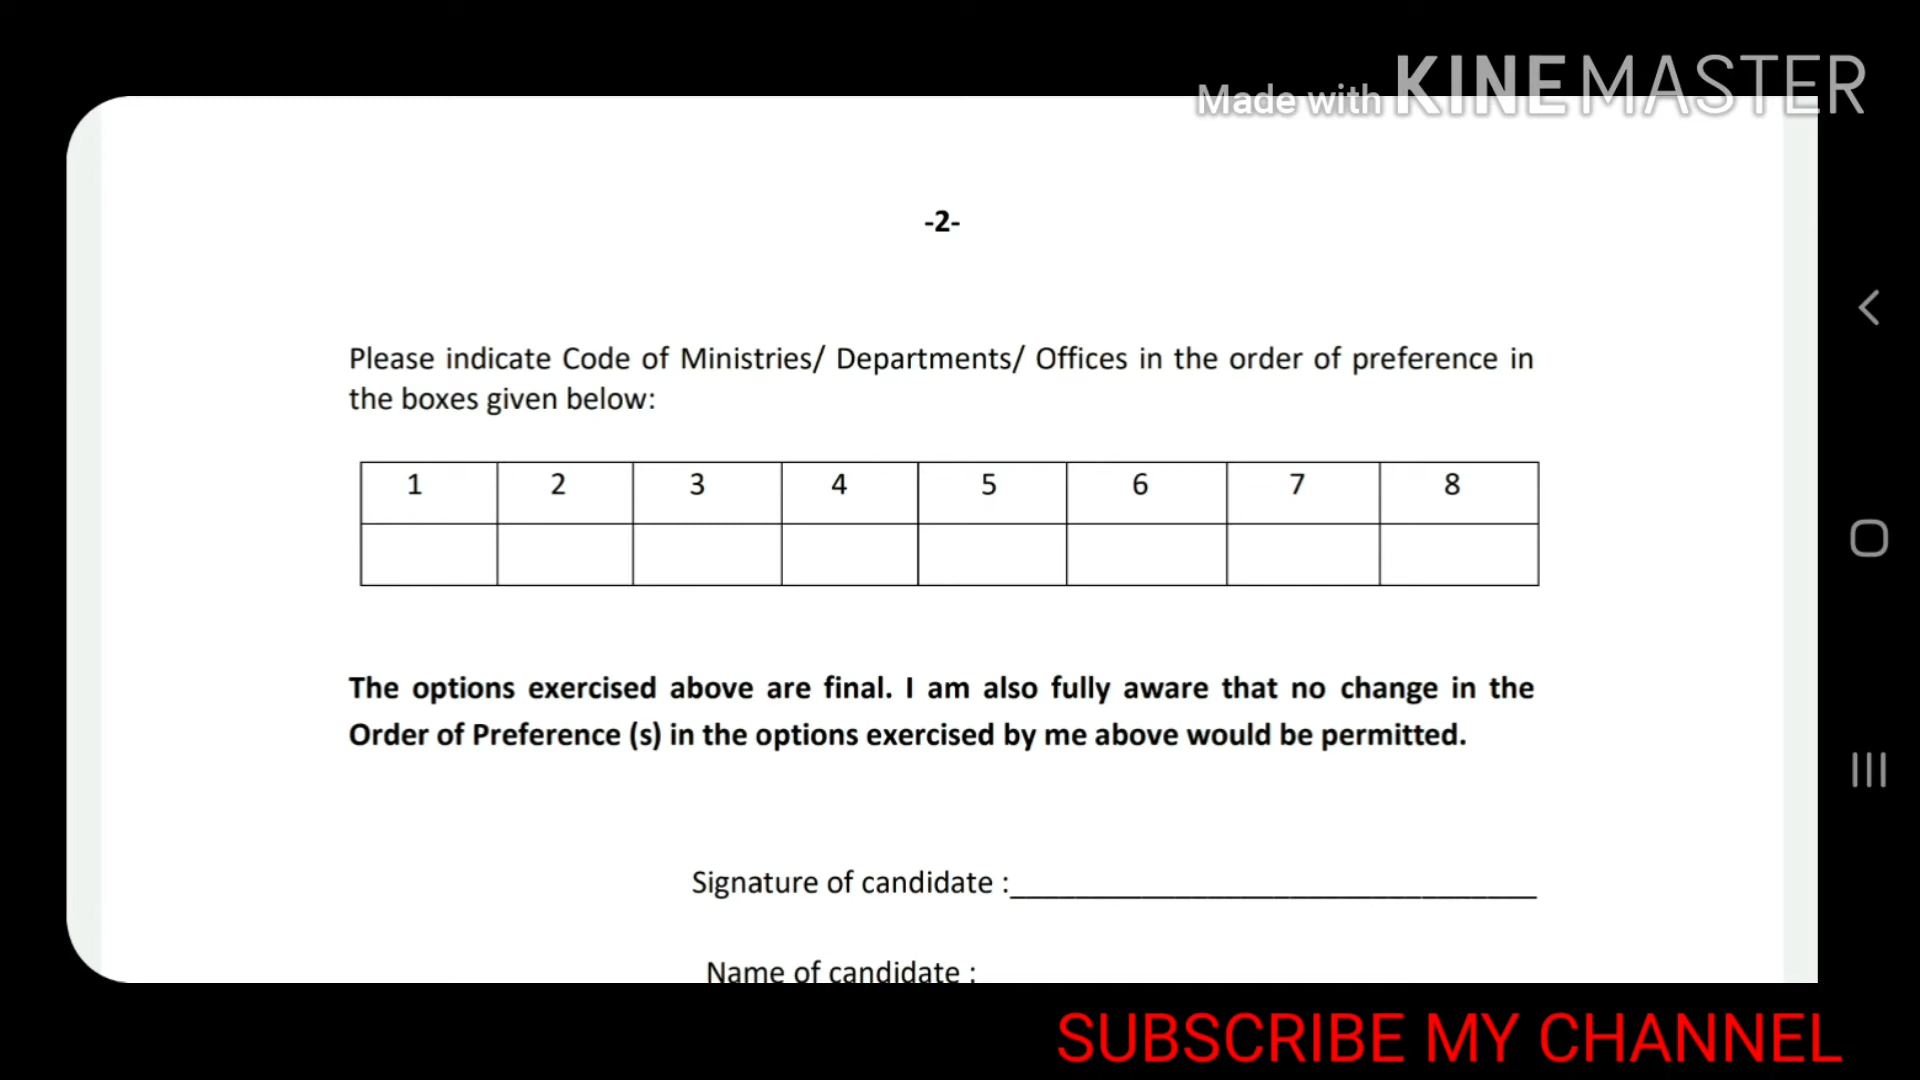 Made with KINEMASTER
-2-
Please indicate Code of Ministries/ Departments/ Offices in the order of preference in
the boxes given below:
1 2 3 4 5 6 7 8
The options exercised above are final. I am also fully aware that no change in the
Order of Preference (s) in the options exercised by me above would be permitted.
Signature of candidate :
Name of candidate :
SUBSCRIBE MY CHANNEL